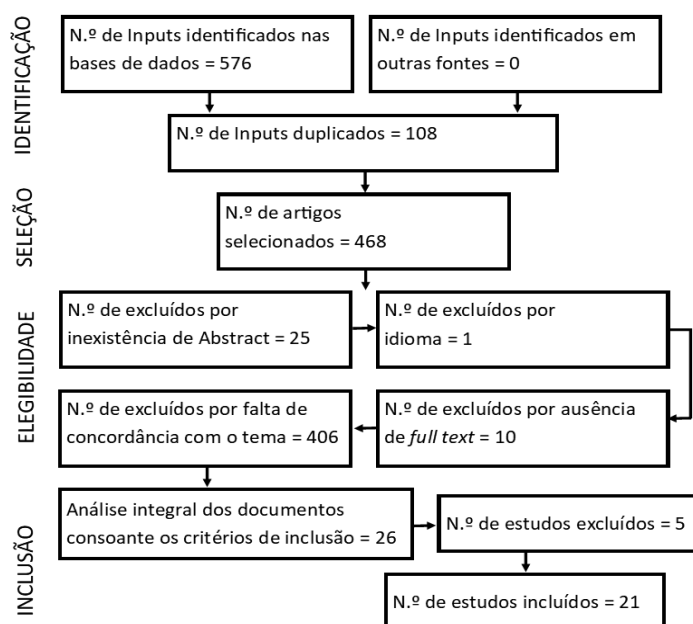 IDENTIFICAÇÃO
N.º de Inputs identificados nas
bases de dados = 576
N.º de Inputs identificados em
outras fontes = 0
N.º de Inputs duplicados = 108
SELEÇÃO
N.º de artigos
selecionados = 468
ELEGIBILIDADE
N.º de excluídos por
inexistência de Abstract = 25
N.º de excluídos por
idioma = 1
N.º de excluídos por falta de
concordância com o tema = 406
N.º de excluídos por ausência
de full text = 10
INCLUSÃO
Análise integral dos documentos
consoante os critérios de inclusão = 26
N.º de estudos excluídos = 5
N.º de estudos incluídos = 21